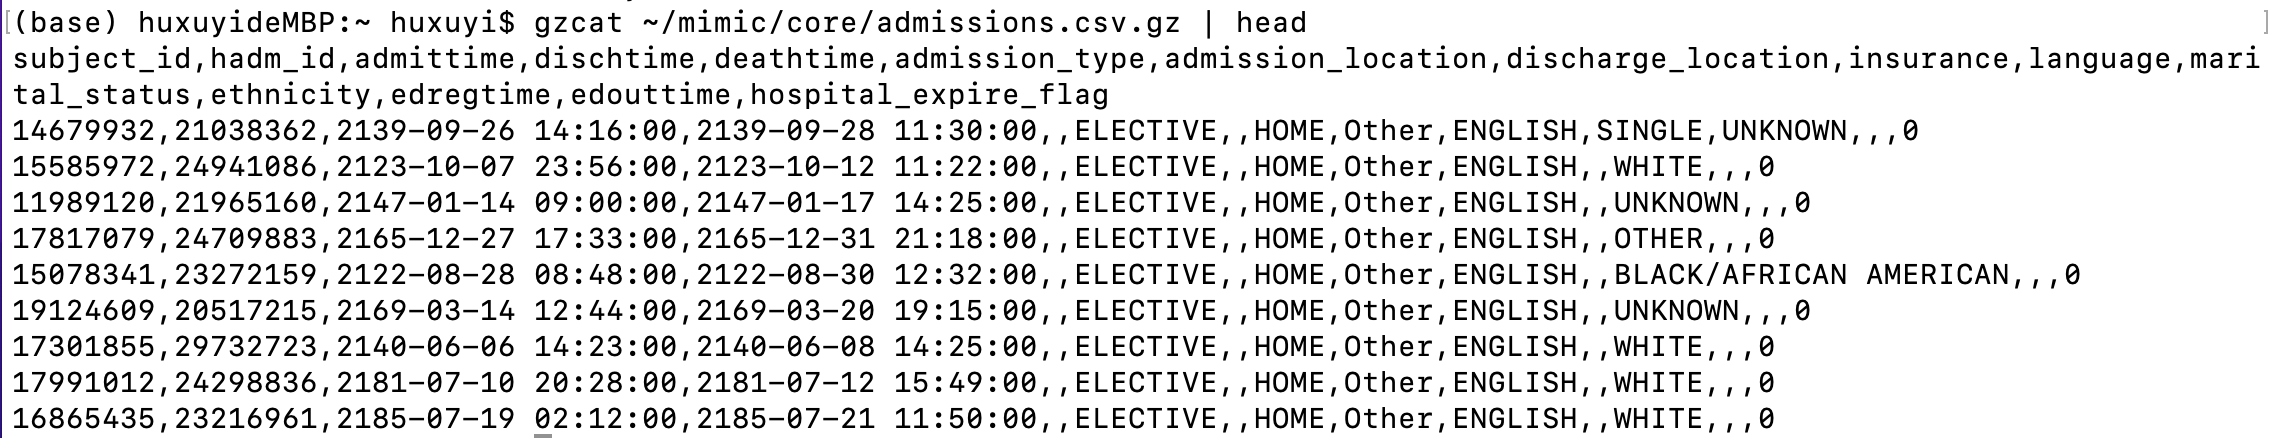 (base) huxuyideMBP:~ huxuyi$ gzcat ~/mimic/core/admissions.csv.gz | head
subject_id,hadm_id,admittime,dischtime,deathtime,admission_type,admission_location,discharge_location,insurance,language,mari
tal_status,ethnicity,edregtime,edouttime,hospital_expire_flag
14679932,21038362,2139-09-26 14:16:00,2139-09-28 11:30:00,,ELECTIVE,,HOME,Other,ENGLISH,SINGLE,UNKNOWN,,,0
15585972,24941086,2123-10-07 23:56:00,2123-10-12 11:22:00,,ELECTIVE,,HOME,Other,ENGLISH,,WHITE,,,0
11989120,21965160,2147-01-14 09:00:00,2147-01-17 14:25:00,,ELECTIVE,,HOME,Other,ENGLISH,,UNKNOWN,,,0
17817079,24709883,2165-12-27 17:33:00,2165-12-31 21:18:00,,ELECTIVE,,HOME,Other,ENGLISH,,OTHER,,,0
15078341,23272159,2122-08-28 08:48:00,2122-08-30 12:32:00,,ELECTIVE,,HOME,Other,ENGLISH,,BLACK/AFRICAN AMERICAN,,,0
19124609,20517215,2169-03-14 12:44:00,2169-03-20 19:15:00,,ELECTIVE,,HOME,Other,ENGLISH,,UNKNOWN,,,0
17301855,29732723,2140-06-06 14:23:00,2140-06-08 14:25:00,,ELECTIVE,,HOME,Other,ENGLISH,,WHITE,,,0
17991012,24298836,2181-07-10 20:28:00,2181-07-12 15:49:00,,ELECTIVE,,HOME,Other,ENGLISH,,WHITE,,,0
16865435,23216961,2185-07-19 02:12:00,2185-07-21 11:50:00,,ELECTIVE,,HOME,Other,ENGLISH,,WHITE,,,0